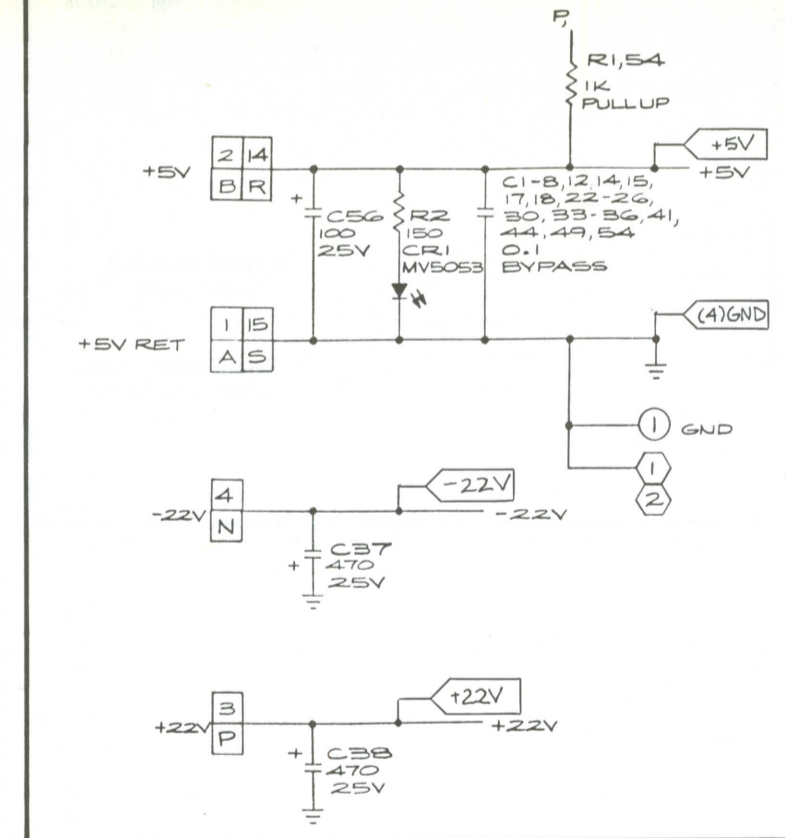 P,
R1,54
1K
PULLUP
+5V
2 14
B R
+5V
+5V
+
C56
100
25V
R2
150
CR1
MV5053
C1-8,12,14,15,
17,18,22-26,
30,33-36,41,
44,49,54
0.1
BYPASS
+5V RET
1 15
A S
(4)GND
1
GND
1
2
-22V
4
N
-22V
-22V
+
C37
470
25V
+22V
3
P
+22V
+22V
+
C38
470
25V